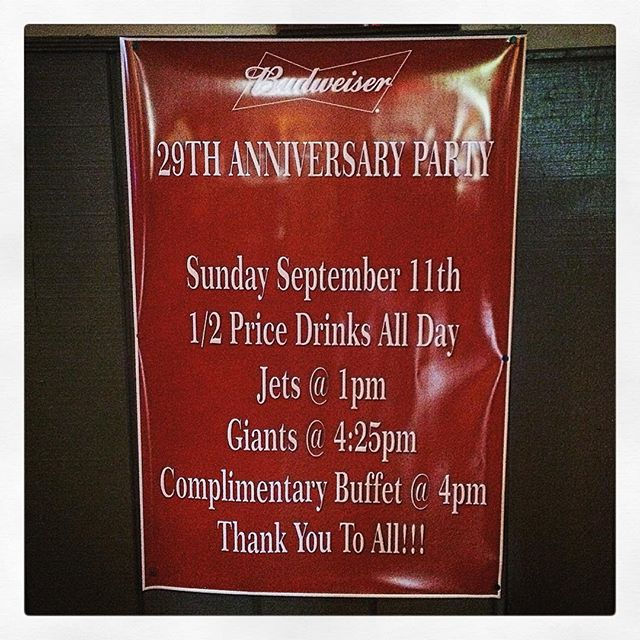 Budweiser
29TH ANNIVERSARY PARTY
Sunday September 11th
1/2 Price Drinks All Day
Jets @ 1pm
Giants @ 4:25pm
Complimentary Buffet @ 4pm
Thank You To All!!!